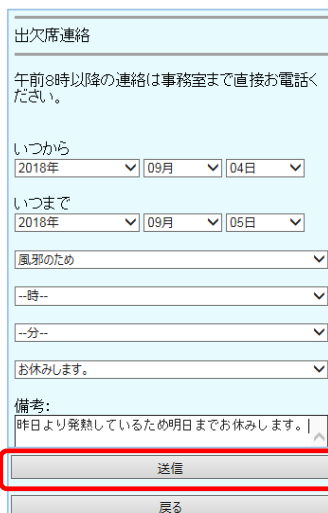 出欠席連絡
午前8時以降の連絡は事務室まで直接お電話く
ださい。
いつから
2018年 09月 04日
いつまで
2018年 09月 05日
風邪のため
--時--
--分--
お休みします。
備考:
昨日より発熱しているため明日までお休みします。
送信
戻る